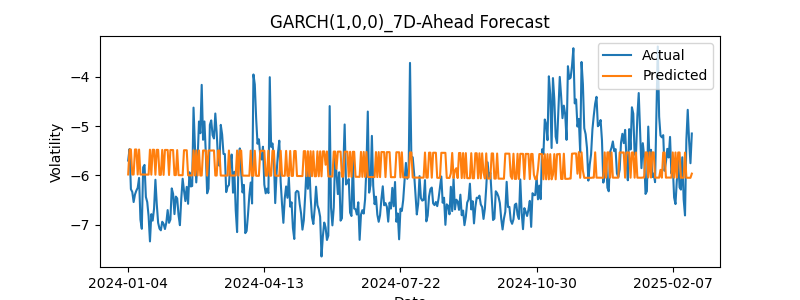 GARCH(1,0,0)_7D-Ahead Forecast
Actual
Predicted
Volatility
−4
−5
−6
−7
2024-01-04
2024-04-13
2024-07-22
2024-10-30
2025-02-07
Date